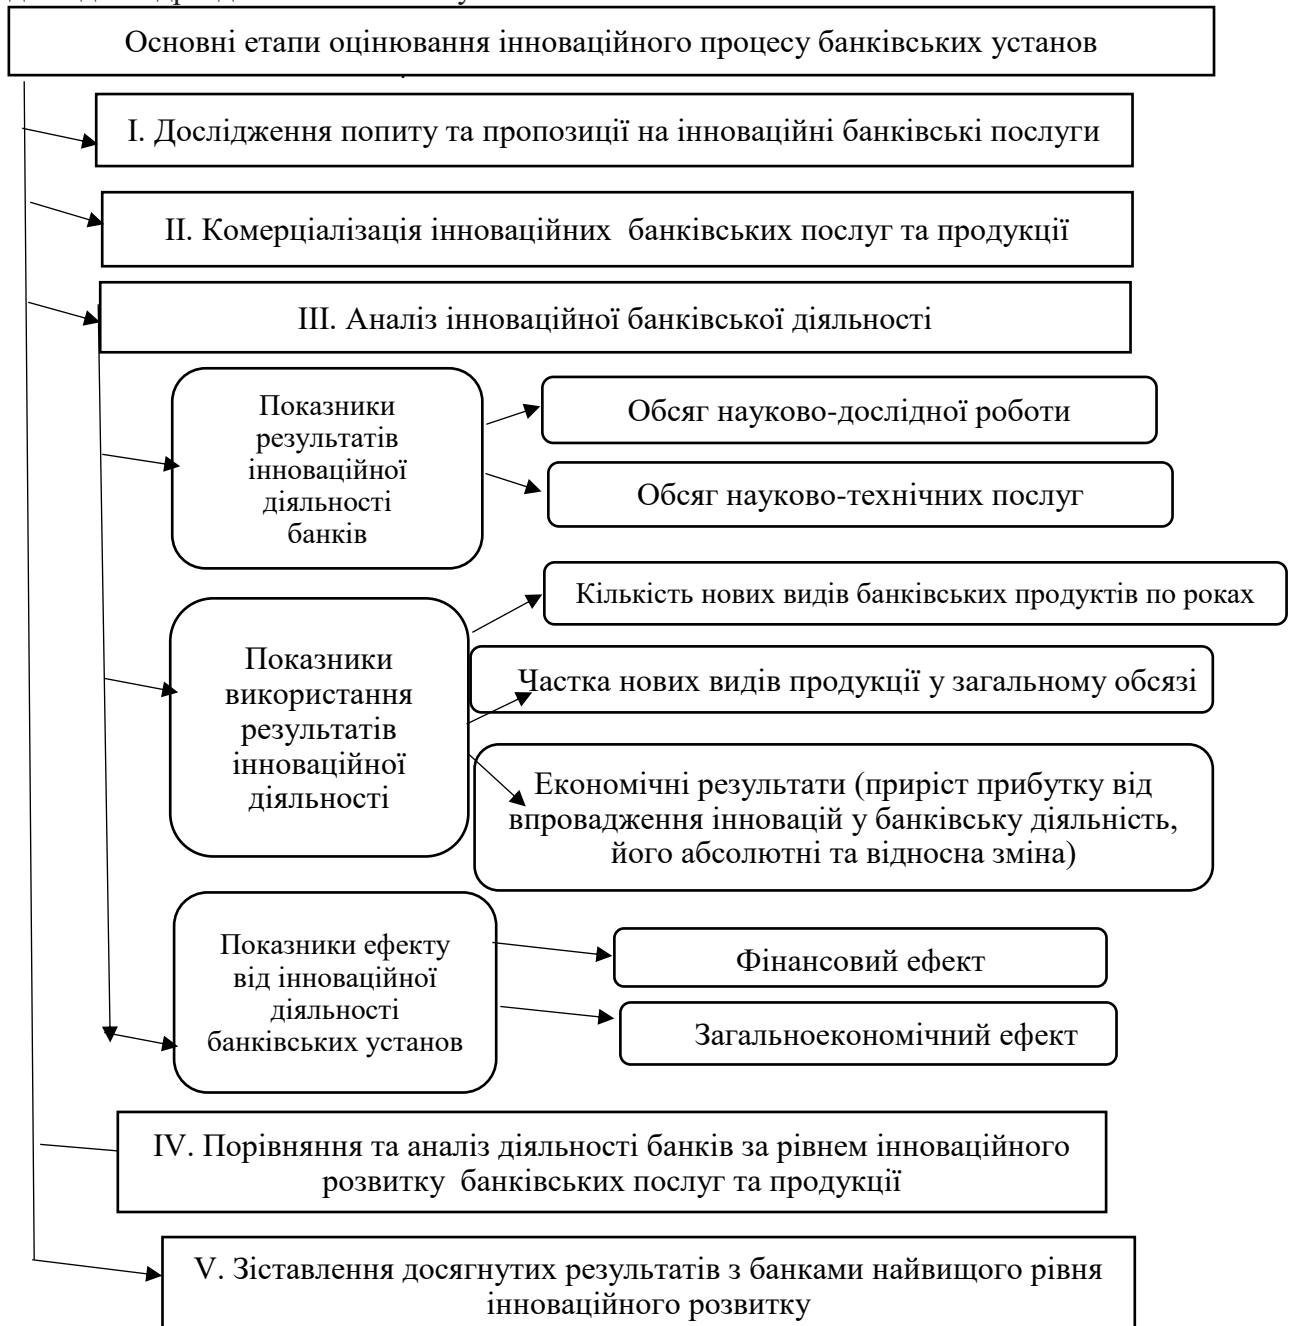 Основні етапи оцінювання інноваційного процесу банківських установ
І. Дослідження попиту та пропозиції на інноваційні банківські послуги
ІІ. Комерціалізація інноваційних банківських послуг та продукції
ІІІ. Аналіз інноваційної банківської діяльності
Показники
результатів
інноваційної
діяльності
банків
Обсяг науково-дослідної роботи
Обсяг науково-технічних послуг
Показники
використання
результатів
інноваційної
діяльності
Кількість нових видів банківських продуктів по роках
Частка нових видів продукції у загальному обсязі
Економічні результати (приріст прибутку від
впровадження інновацій у банківську діяльність,
його абсолютні та відносна зміна)
Показники ефекту
від інноваційної
діяльності
банківських установ
Фінансовий ефект
Загальноекономічний ефект
IV. Порівняння та аналіз діяльності банків за рівнем інноваційного
розвитку банківських послуг та продукції
V. Зіставлення досягнутих результатів з банками найвищого рівня
інноваційного розвитку